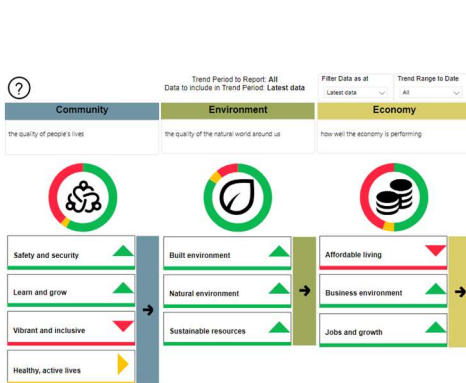 ?
Trend Period to Report: All
Data to include in Trend Period: Latest data
Filter Data as at
Trend Range to Date
Latest data
All
Community
Environment
Economy
the quality of people's lives
the quality of the natural world around us
how well the economy is performing
Safety and security
Built environment
Affordable living
Learn and grow
Natural environment
Business environment
Vibrant and inclusive
Sustainable resources
Jobs and growth
Healthy, active lives